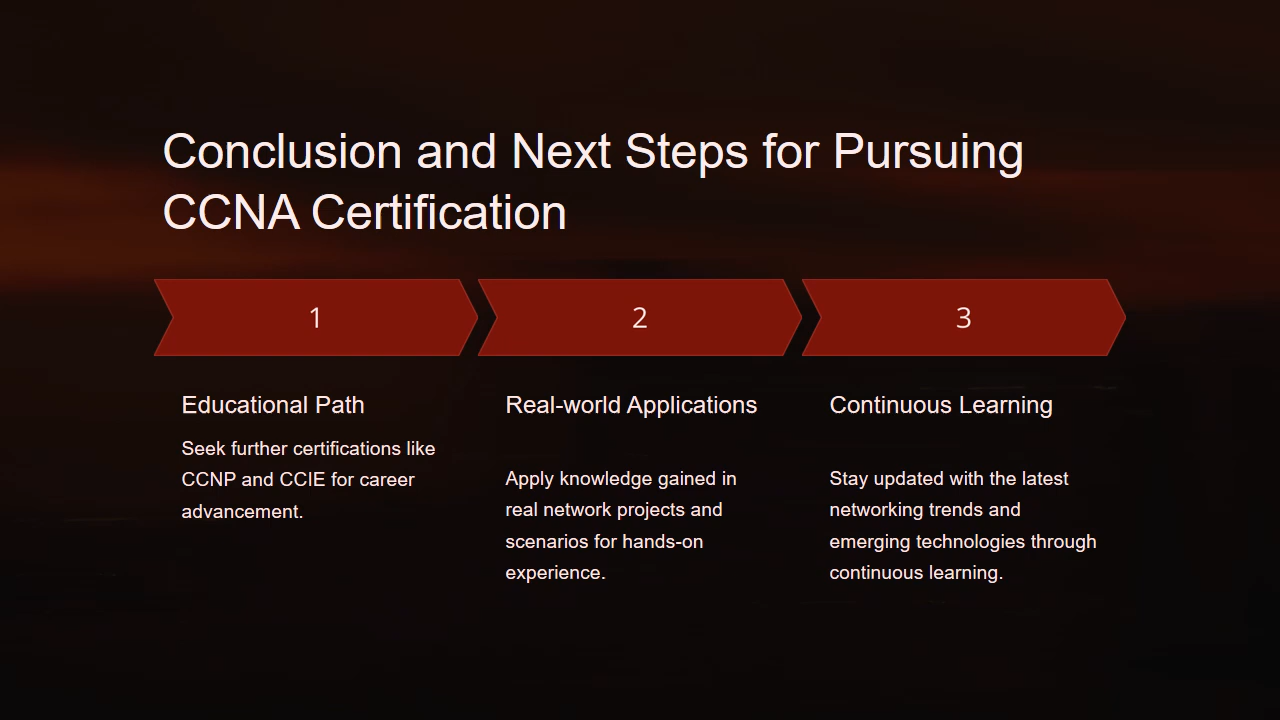 Conclusion and Next Steps for Pursuing
CCNA Certification
1
2
3
Educational Path
Seek further certifications like
CCNP and CCIE for career
advancement.
Real-world Applications
Apply knowledge gained in
real network projects and
scenarios for hands-on
experience.
Continuous Learning
Stay updated with the latest
networking trends and
emerging technologies through
continuous learning.